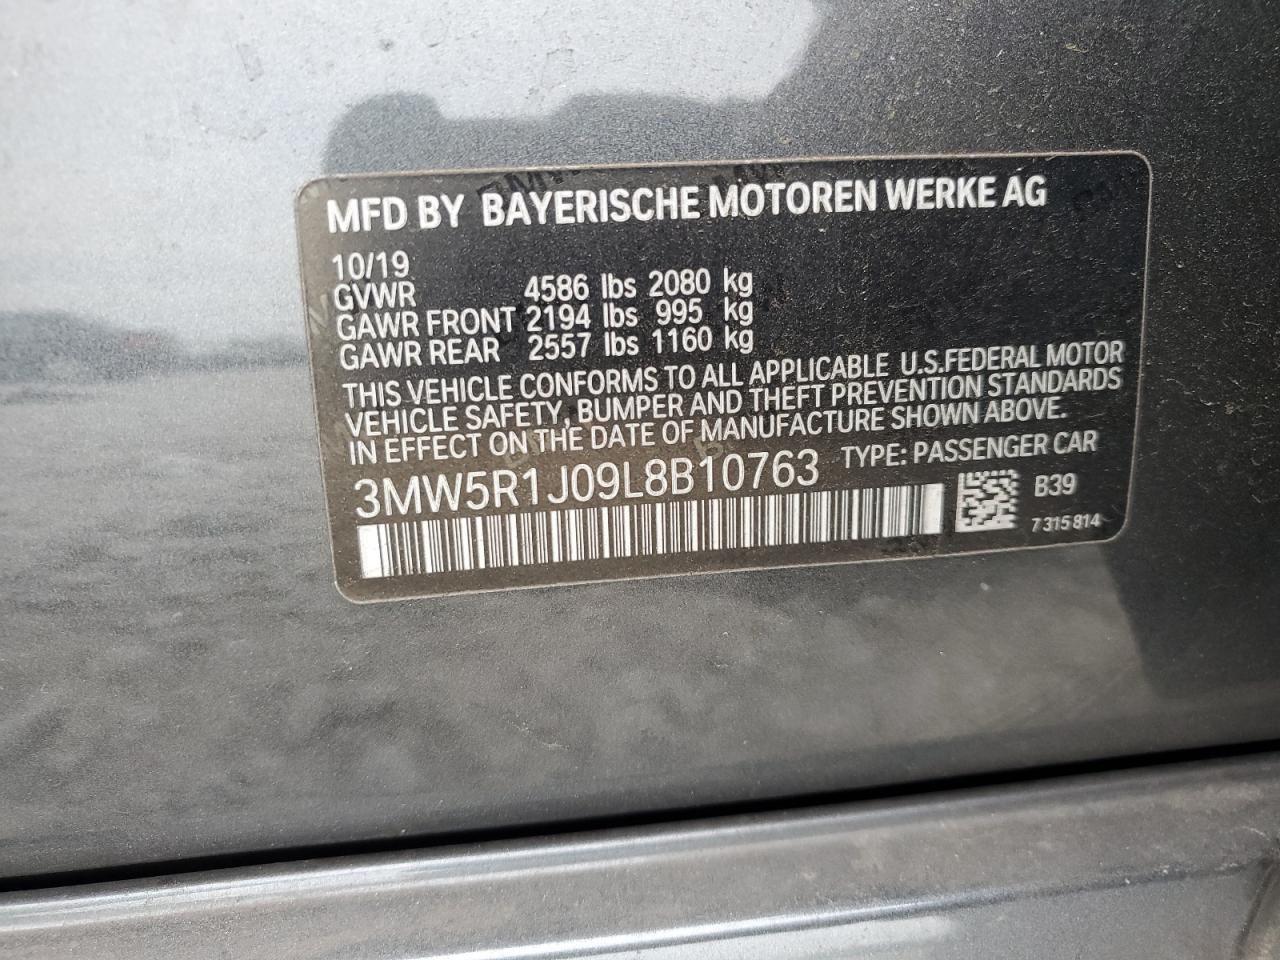 MFD BY BAYERISCHE MOTOREN WERKE AG
10/19
GVWR 4586 lbs 2080 kg
GAWR FRONT 2194 lbs 995 kg
GAWR REAR 2557 lbs 1160 kg
THIS VEHICLE CONFORMS TO ALL APPLICABLE U.S.FEDERAL MOTOR
VEHICLE SAFETY, BUMPER AND THEFT PREVENTION STANDARDS
IN EFFECT ON THE DATE OF MANUFACTURE SHOWN ABOVE.
3MW5R1J09L8B10763 TYPE: PASSENGER CAR
B39
7 315 814